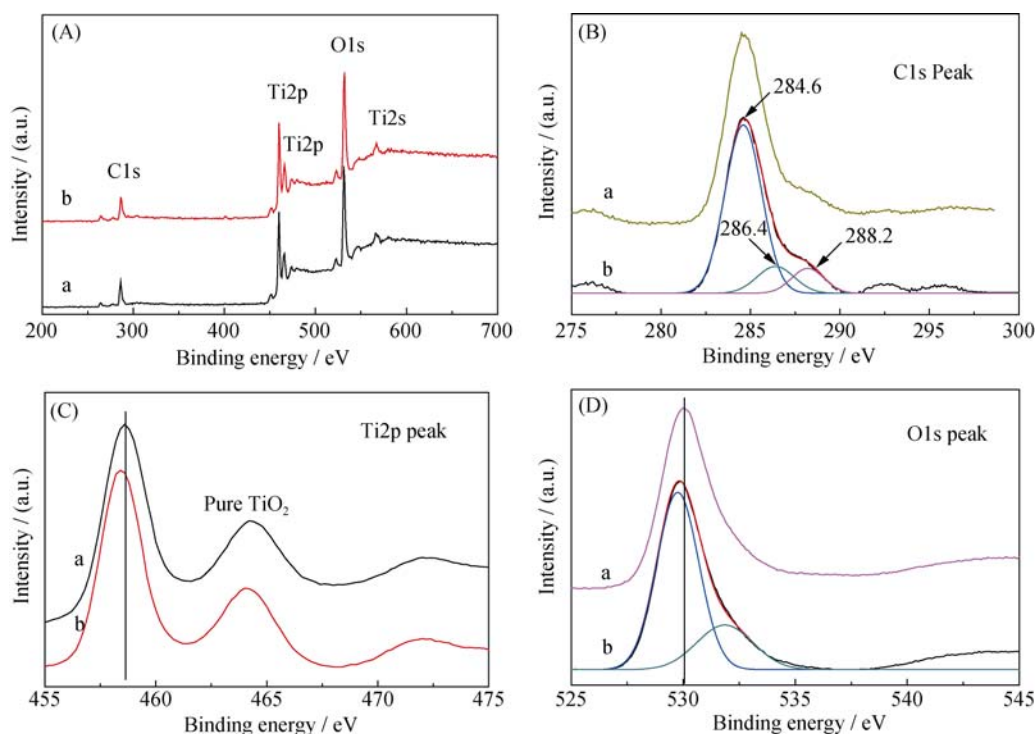 (A)
O1s
Ti2p
Ti2p
Ti2s
C1s
b
a
Intensity / (a.u.)
200 300 400 500 600 700
Binding energy / eV
(B)
C1s Peak
284.6
a
286.4
288.2
b
Intensity / (a.u.)
275 280 285 290 295 300
Binding energy / eV
(C)
Ti2p peak
Pure TiO₂
a
b
Intensity / (a.u.)
455 460 465 470 475
Binding energy / eV
(D)
O1s peak
a
b
Intensity / (a.u.)
525 530 535 540 545
Binding energy / eV